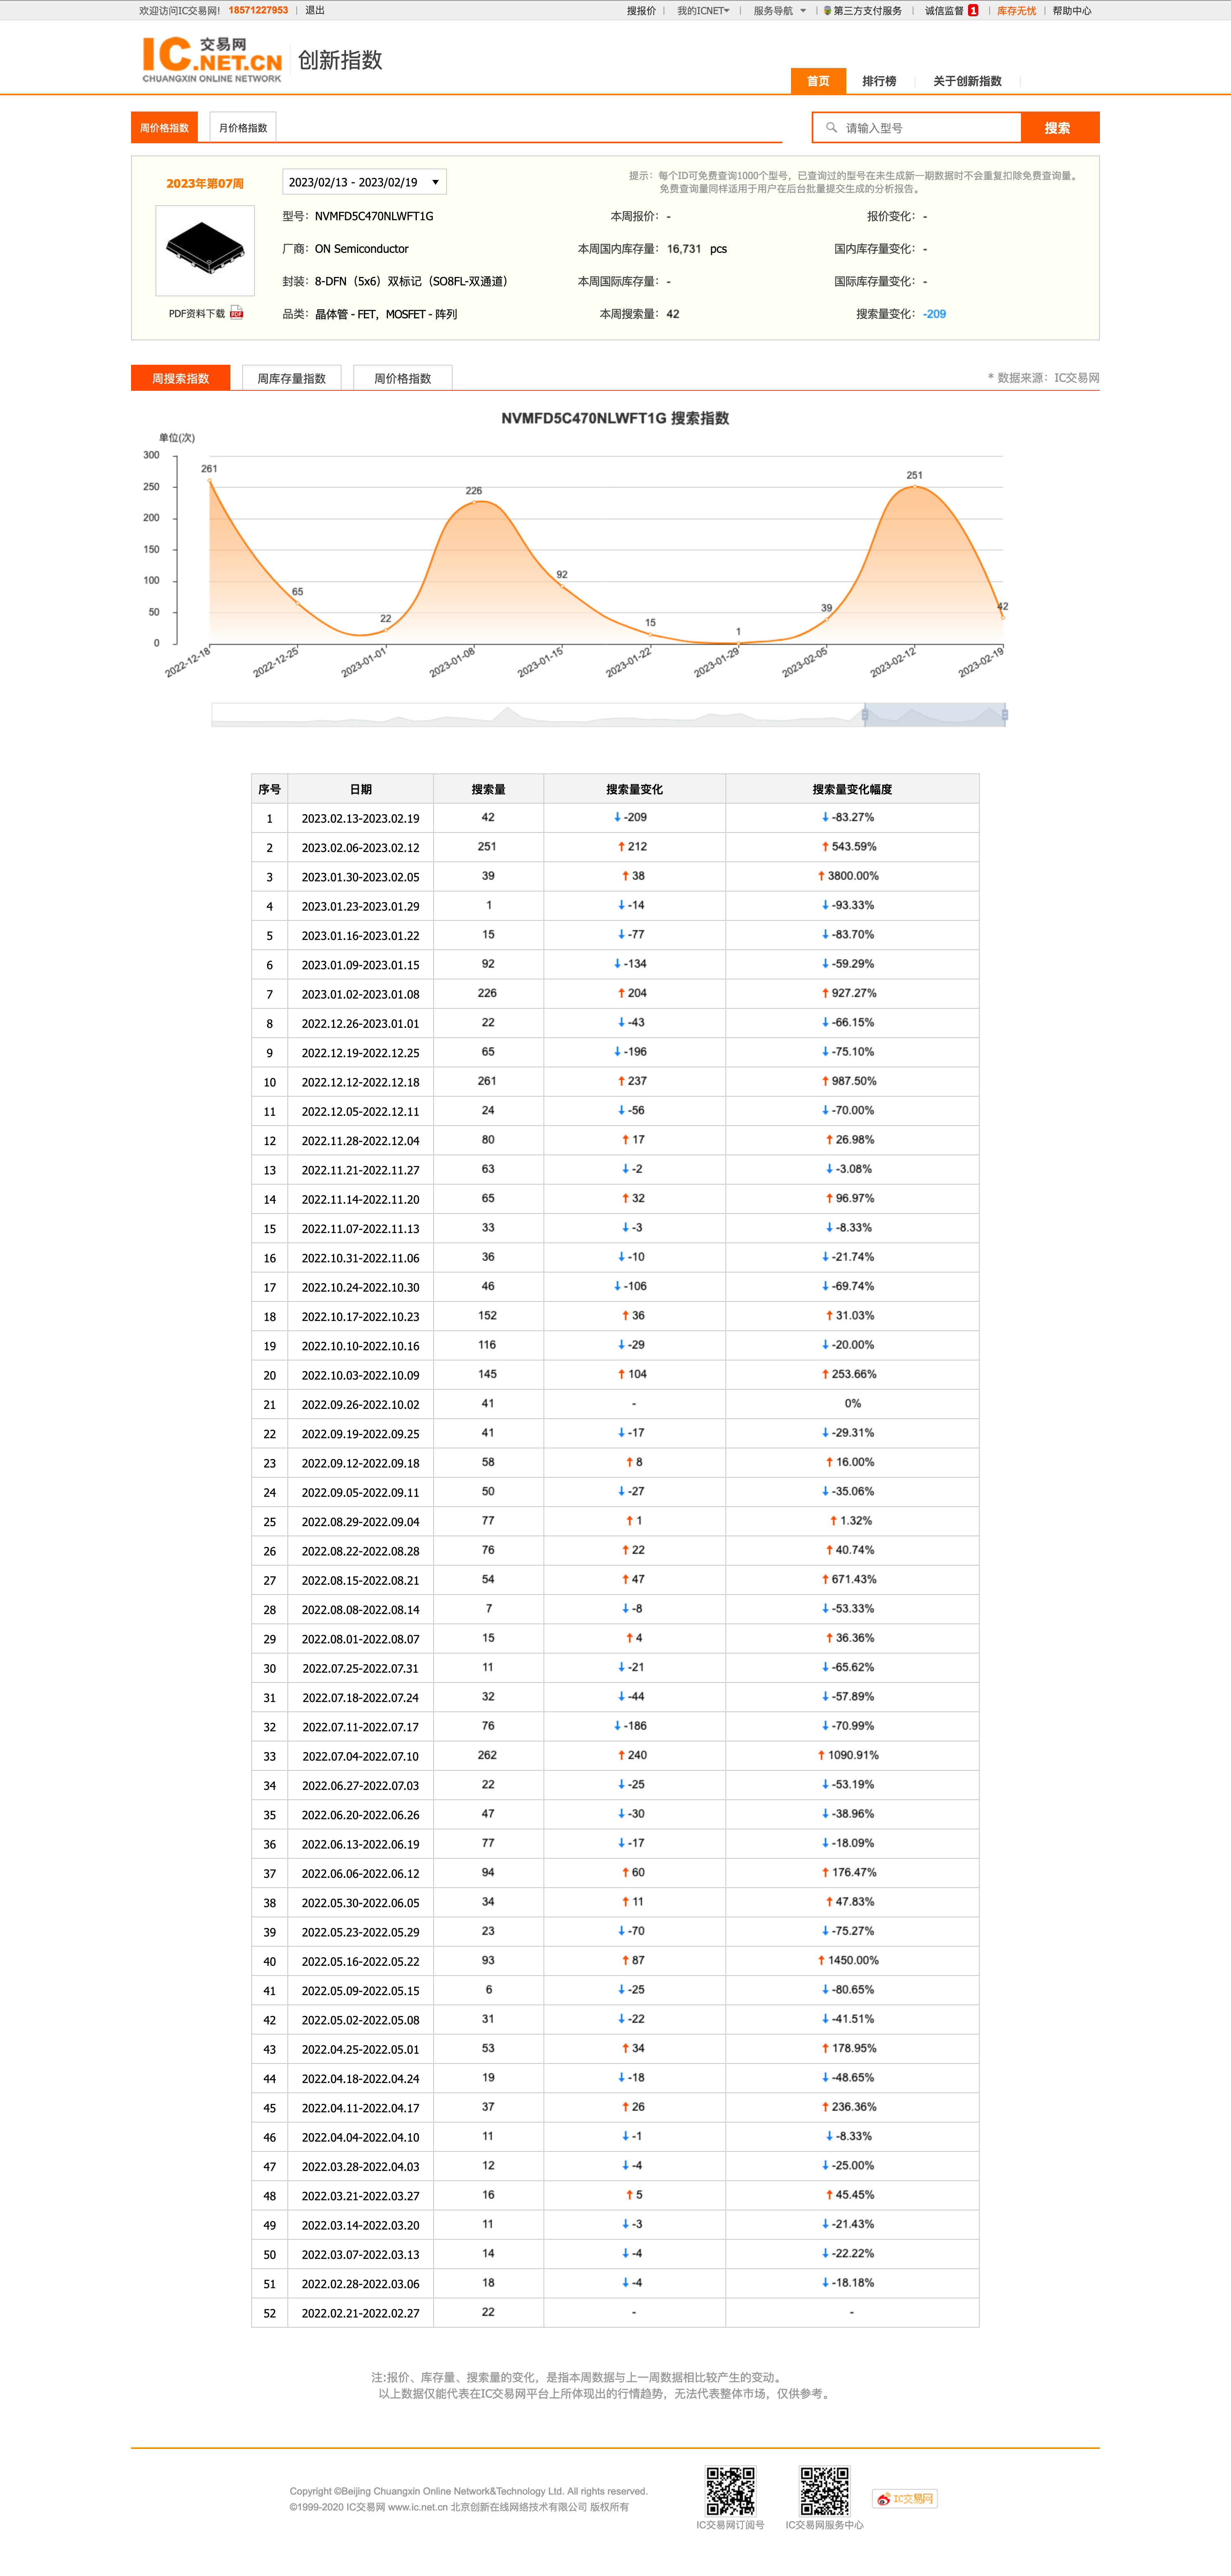 欢迎访问IC交易网! 18571227953 | 退出 搜报价 | 我的ICNET | 服务导航 | 第三方支付服务 | 诚信监督 1 | 库存无忧 | 帮助中心
IC交易网 .NET.CN 创新指数
CHUANGXIN ONLINE NETWORK
首页 排行榜 关于创新指数
周价格指数 月价格指数 请输入型号 搜索
2023年第07周 2023/02/13 - 2023/02/19
提示: 每个ID可免费查询1000个型号, 已查询过的型号在未生成新一期数据时不会重复扣除免费查询量。
免费查询量同样适用于用户在后台批量提交生成的分析报告。
型号: NVMFD5C470NLWFT1G 本周报价: - 报价变化: -
厂商: ON Semiconductor 本周国内库存量: 16,731 pcs 国内库存量变化: -
封装: 8-DFN（5x6）双标记（SO8FL-双通道） 本周国际库存量: - 国际库存量变化: -
PDF资料下载 PDF
品类: 晶体管 - FET, MOSFET - 阵列 本周搜索量: 42 搜索量变化: -209
周搜索指数 周库存量指数 周价格指数 * 数据来源: IC交易网
NVMFD5C470NLWFT1G 搜索指数
单位(次)
300
250
200
150
100
50
0
261 65 22 226 92 15 1 39 251 42
2022-12-18 2022-12-25 2023-01-01 2023-01-08 2023-01-15 2023-01-22 2023-01-29 2023-02-05 2023-02-12 2023-02-19
序号 日期 搜索量 搜索量变化 搜索量变化幅度
1 2023.02.13-2023.02.19 42 ↓-209 ↓-83.27%
2 2023.02.06-2023.02.12 251 ↑212 ↑543.59%
3 2023.01.30-2023.02.05 39 ↑38 ↑3800.00%
4 2023.01.23-2023.01.29 1 ↓-14 ↓-93.33%
5 2023.01.16-2023.01.22 15 ↓-77 ↓-83.70%
6 2023.01.09-2023.01.15 92 ↓-134 ↓-59.29%
7 2023.01.02-2023.01.08 226 ↑204 ↑927.27%
8 2022.12.26-2023.01.01 22 ↓-43 ↓-66.15%
9 2022.12.19-2022.12.25 65 ↓-196 ↓-75.10%
10 2022.12.12-2022.12.18 261 ↑237 ↑987.50%
11 2022.12.05-2022.12.11 24 ↓-56 ↓-70.00%
12 2022.11.28-2022.12.04 80 ↑17 ↑26.98%
13 2022.11.21-2022.11.27 63 ↓-2 ↓-3.08%
14 2022.11.14-2022.11.20 65 ↑32 ↑96.97%
15 2022.11.07-2022.11.13 33 ↓-3 ↓-8.33%
16 2022.10.31-2022.11.06 36 ↓-10 ↓-21.74%
17 2022.10.24-2022.10.30 46 ↓-106 ↓-69.74%
18 2022.10.17-2022.10.23 152 ↑36 ↑31.03%
19 2022.10.10-2022.10.16 116 ↓-29 ↓-20.00%
20 2022.10.03-2022.10.09 145 ↑104 ↑253.66%
21 2022.09.26-2022.10.02 41 - 0%
22 2022.09.19-2022.09.25 41 ↓-17 ↓-29.31%
23 2022.09.12-2022.09.18 58 ↑8 ↑16.00%
24 2022.09.05-2022.09.11 50 ↓-27 ↓-35.06%
25 2022.08.29-2022.09.04 77 ↑1 ↑1.32%
26 2022.08.22-2022.08.28 76 ↑22 ↑40.74%
27 2022.08.15-2022.08.21 54 ↑47 ↑671.43%
28 2022.08.08-2022.08.14 7 ↓-8 ↓-53.33%
29 2022.08.01-2022.08.07 15 ↑4 ↑36.36%
30 2022.07.25-2022.07.31 11 ↓-21 ↓-65.62%
31 2022.07.18-2022.07.24 32 ↓-44 ↓-57.89%
32 2022.07.11-2022.07.17 76 ↓-186 ↓-70.99%
33 2022.07.04-2022.07.10 262 ↑240 ↑1090.91%
34 2022.06.27-2022.07.03 22 ↓-25 ↓-53.19%
35 2022.06.20-2022.06.26 47 ↓-30 ↓-38.96%
36 2022.06.13-2022.06.19 77 ↓-17 ↓-18.09%
37 2022.06.06-2022.06.12 94 ↑60 ↑176.47%
38 2022.05.30-2022.06.05 34 ↑11 ↑47.83%
39 2022.05.23-2022.05.29 23 ↓-70 ↓-75.27%
40 2022.05.16-2022.05.22 93 ↑87 ↑1450.00%
41 2022.05.09-2022.05.15 6 ↓-25 ↓-80.65%
42 2022.05.02-2022.05.08 31 ↓-22 ↓-41.51%
43 2022.04.25-2022.05.01 53 ↑34 ↑178.95%
44 2022.04.18-2022.04.24 19 ↓-18 ↓-48.65%
45 2022.04.11-2022.04.17 37 ↑26 ↑236.36%
46 2022.04.04-2022.04.10 11 ↓-1 ↓-8.33%
47 2022.03.28-2022.04.03 12 ↓-4 ↓-25.00%
48 2022.03.21-2022.03.27 16 ↑5 ↑45.45%
49 2022.03.14-2022.03.20 11 ↓-3 ↓-21.43%
50 2022.03.07-2022.03.13 14 ↓-4 ↓-22.22%
51 2022.02.28-2022.03.06 18 ↓-4 ↓-18.18%
52 2022.02.21-2022.02.27 22 - -
注:报价、库存量、搜索量的变化, 是指本周数据与上一周数据相比较产生的变动。
以上数据仅能代表在IC交易网平台上所体现出的行情趋势, 无法代表整体市场, 仅供参考。
Copyright ©Beijing Chuangxin Online Network&Technology Ltd. All rights reserved.
©1999-2020 IC交易网 www.ic.net.cn 北京创新在线网络技术有限公司 版权所有
IC交易网
IC交易网订阅号 IC交易网服务中心